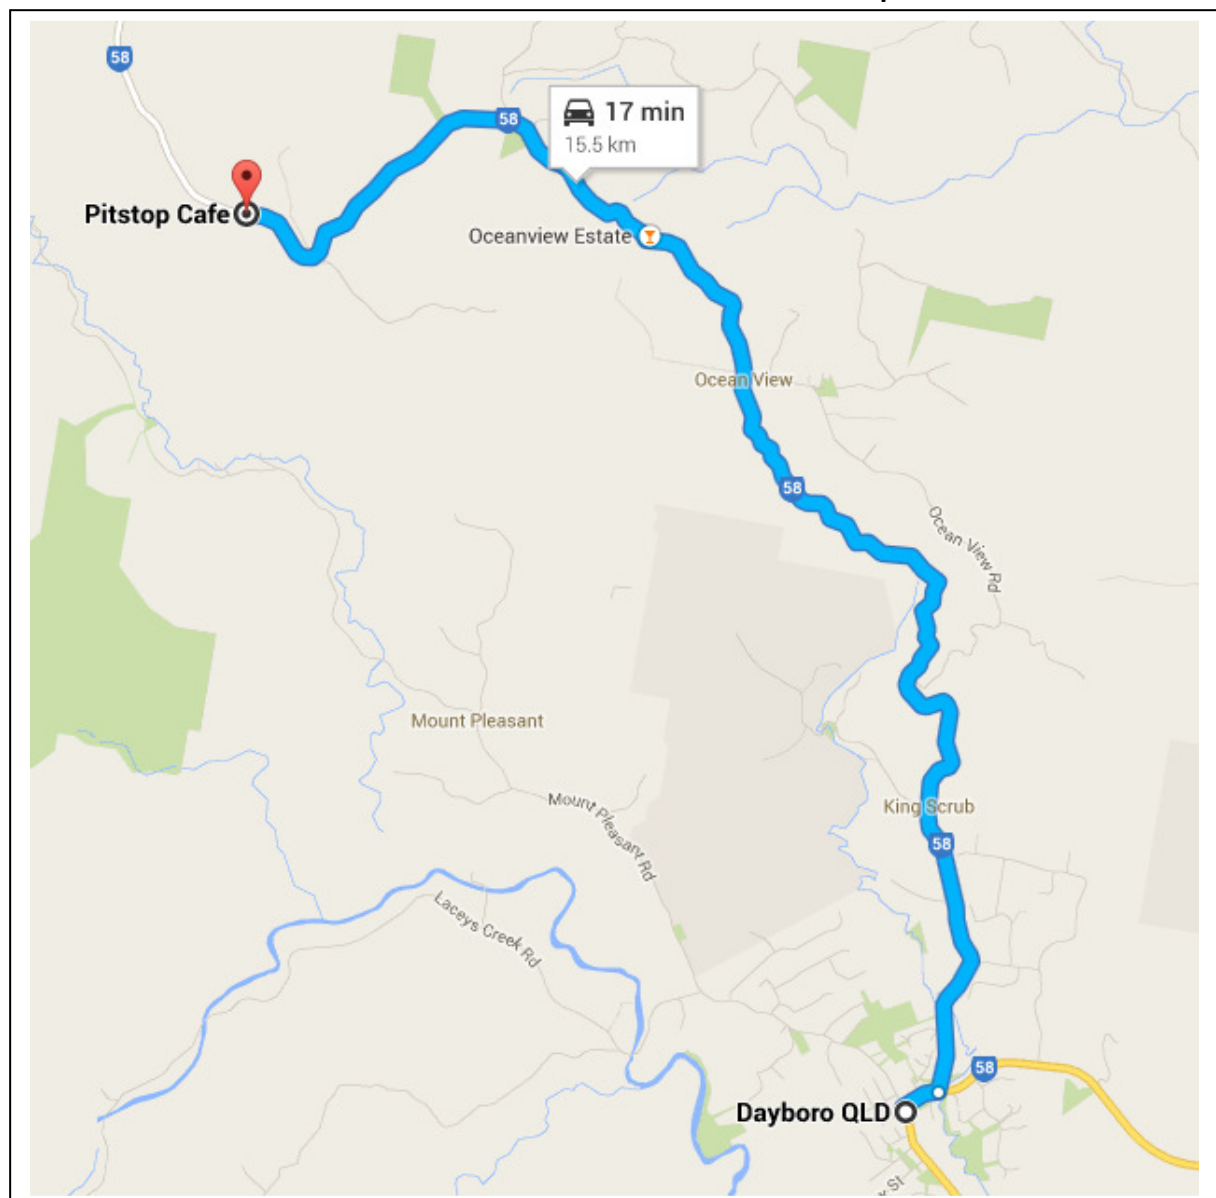 58
17 min
15.5 km
58
Pitstop Cafe
Oceanview Estate
Ocean View
58
Ocean View Rd
Mount Pleasant
Mount Pleasant Rd
King Scrub
58
Laceys Creek Rd
58
Dayboro QLD
St